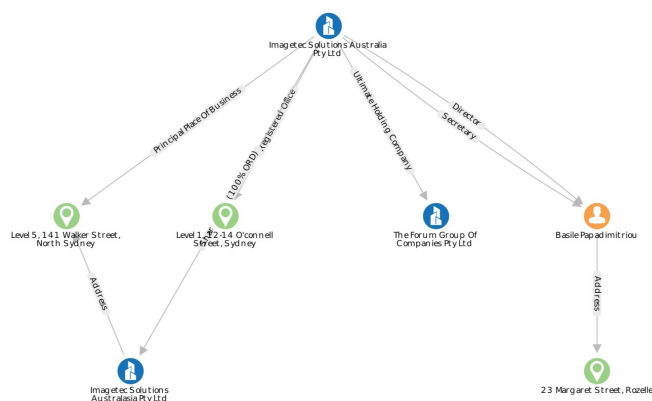 Imagetec Solutions Australia
Pty Ltd
Principal Place Of Business
(100% ORD)
registered Office
Ultimate Holding Company
Director
Secretary
Level 5, 141 Walker Street,
North Sydney
Level 1, 12-14 O'connell
Street, Sydney
The Forum Group Of
Companies Pty Ltd
Basile Papadimitriou
Address
Address
Imagetec Solutions
Australasia Pty Ltd
23 Margaret Street, Rozelle